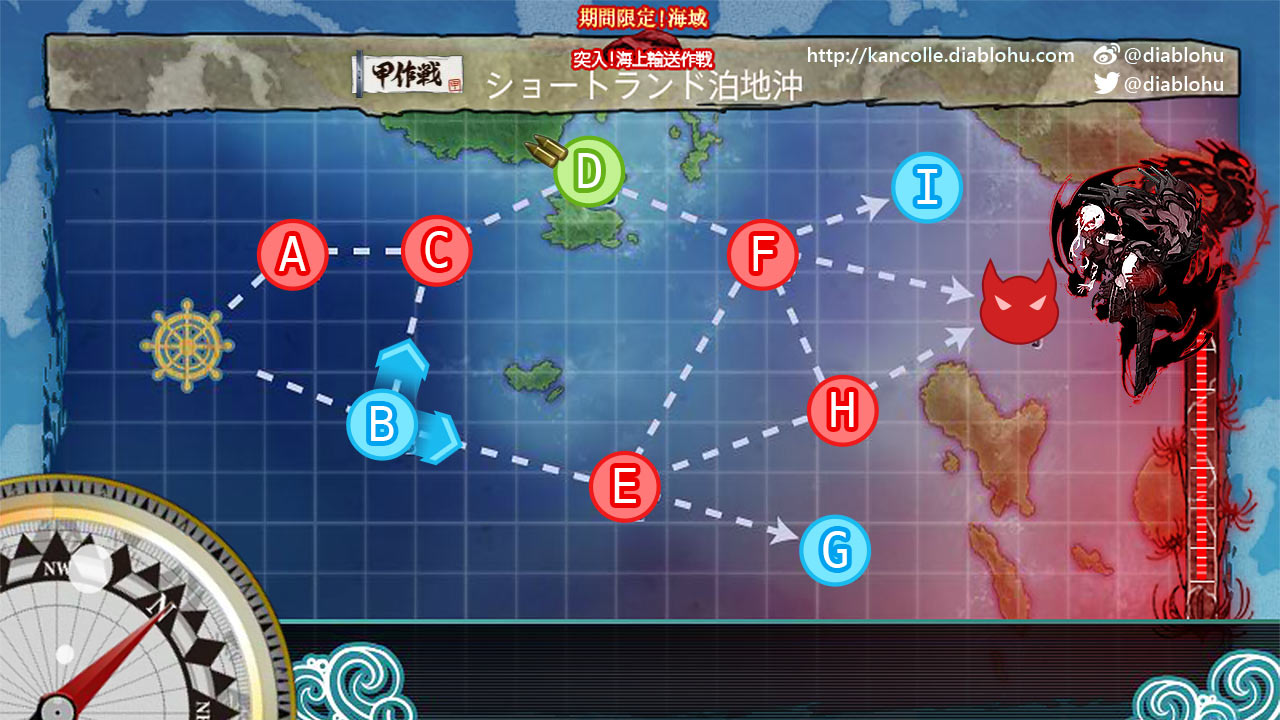 期間限定!海域
突入!海上輸送作戦
甲作戦
ショートランド泊地沖
http://kancolle.diablohu.com
@diablohu
@diablohu
D
I
A
C
F
B
H
E
G
NW
N